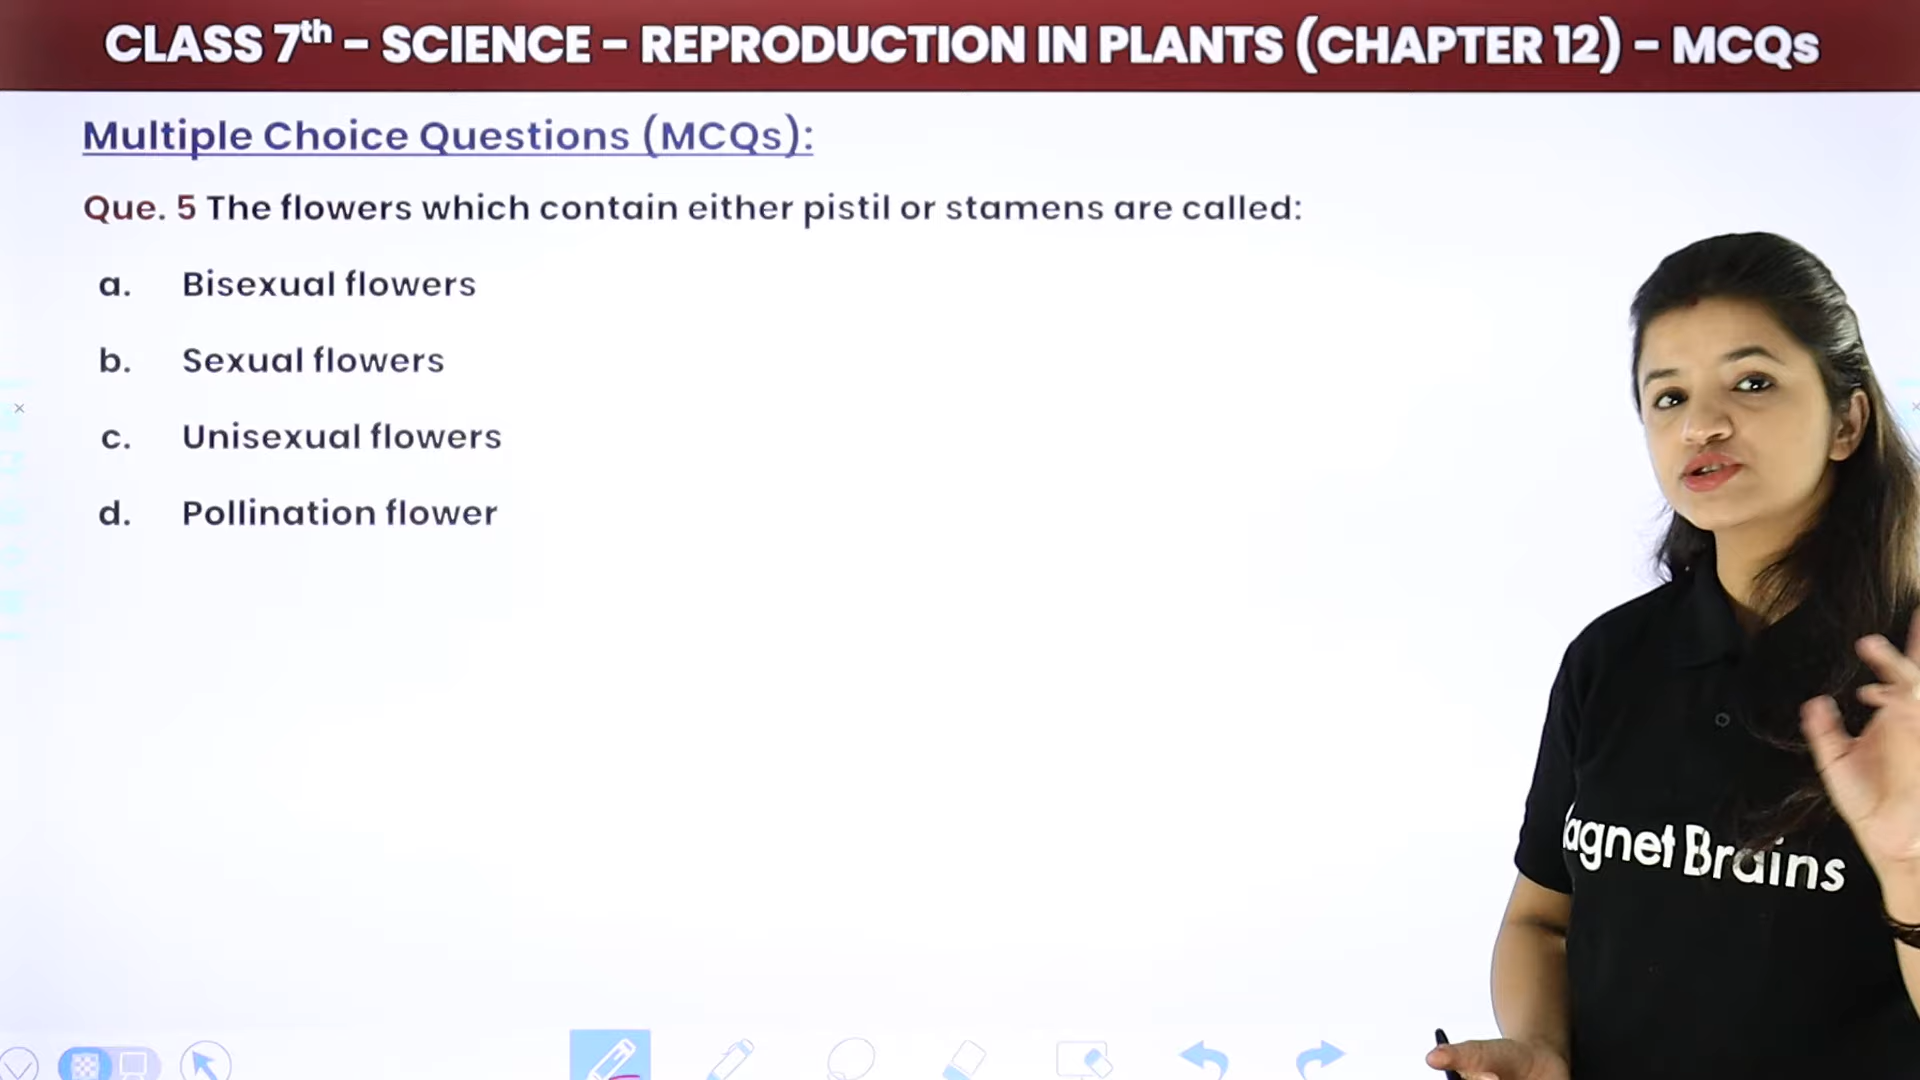 CLASS 7th – SCIENCE – REPRODUCTION IN PLANTS (CHAPTER 12) – MCQs
Multiple Choice Questions (MCQs):
Que. 5 The flowers which contain either pistil or stamens are called:
a. Bisexual flowers
b. Sexual flowers
c. Unisexual flowers
d. Pollination flower
agnet Brains